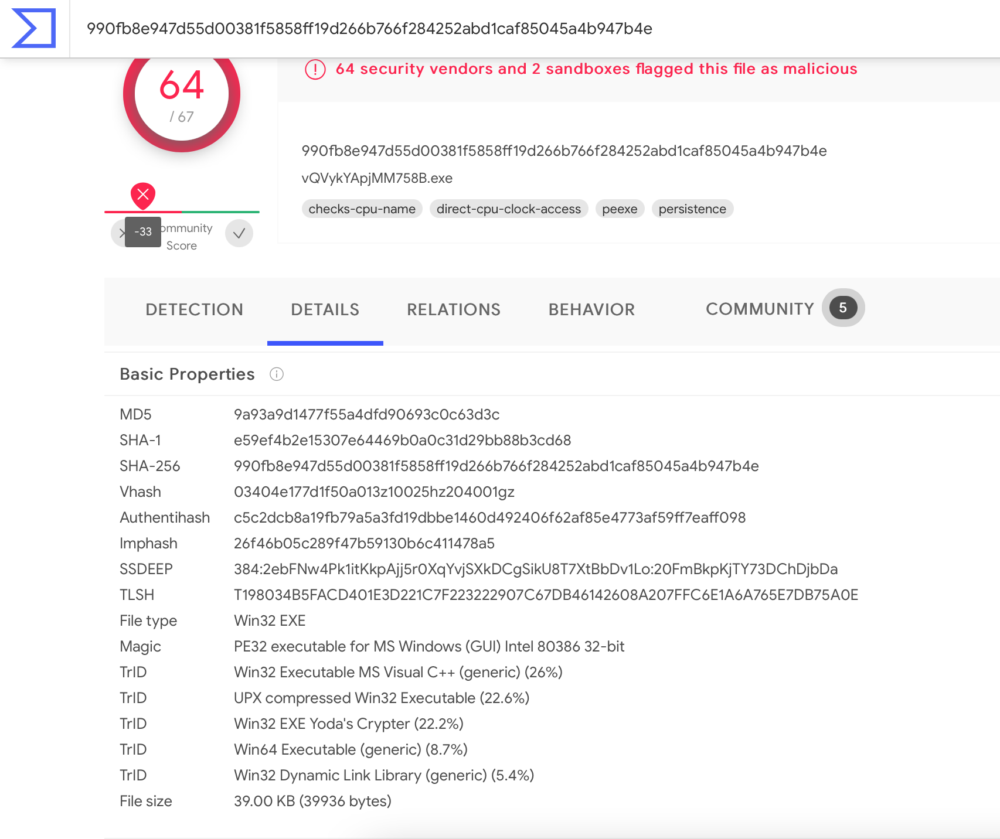 990fb8e947d55d00381f5858ff19d266b766f284252abd1caf85045a4b947b4e
64
/ 67
64 security vendors and 2 sandboxes flagged this file as malicious
990fb8e947d55d00381f5858ff19d266b766f284252abd1caf85045a4b947b4e
vQVykYApjMM758B.exe
checks-cpu-name direct-cpu-clock-access peexe persistence
-33
ommunity
Score
DETECTION DETAILS RELATIONS BEHAVIOR COMMUNITY 5
Basic Properties
MD5 9a93a9d1477f55a4dfd90693c0c63d3c
SHA-1 e59ef4b2e15307e64469b0a0c31d29bb88b3cd68
SHA-256 990fb8e947d55d00381f5858ff19d266b766f284252abd1caf85045a4b947b4e
Vhash 03404e177d1f50a013z10025hz204001gz
Authentihash c5c2dcb8a19fb79a5a3fd19dbbe1460d492406f62af85e4773af59ff7eaff098
Imphash 26f46b05c289f47b59130b6c411478a5
SSDEEP 384:2ebFNw4Pk1itKkpAjj5r0XqYvjSXkDCgSikU8T7XtBbDv1Lo:20FmBkpKjTY73DChDjbDa
TLSH T198034B5FACD401E3D221C7F223222907C67DB46142608A207FFC6E1A6A765E7DB75A0E
File type Win32 EXE
Magic PE32 executable for MS Windows (GUI) Intel 80386 32-bit
TrID Win32 Executable MS Visual C++ (generic) (26%)
TrID UPX compressed Win32 Executable (22.6%)
TrID Win32 EXE Yoda's Crypter (22.2%)
TrID Win64 Executable (generic) (8.7%)
TrID Win32 Dynamic Link Library (generic) (5.4%)
File size 39.00 KB (39936 bytes)